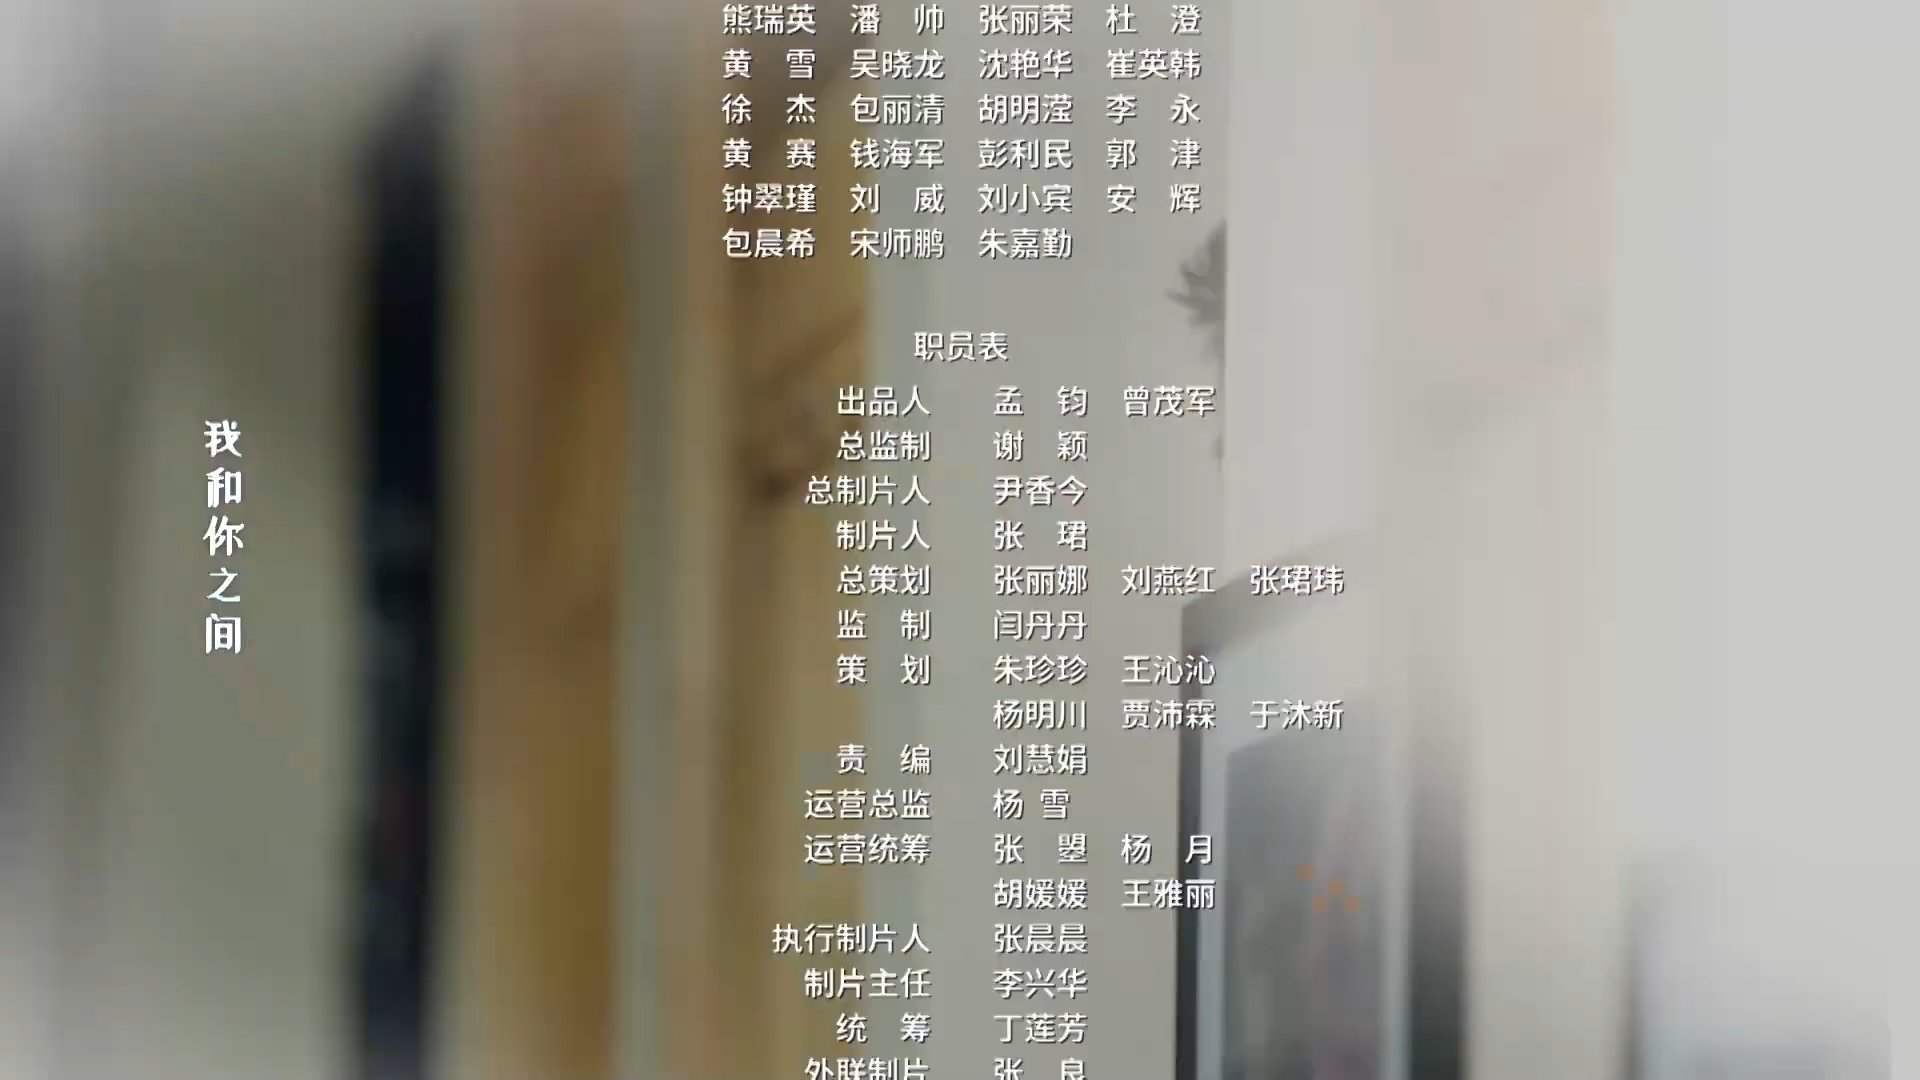 熊瑞英 潘 帅 张丽荣 杜 澄
黄 雪 吴晓龙 沈艳华 崔英韩
徐 杰 包丽清 胡明滢 李 永
黄 赛 钱海军 彭利民 郭 津
钟翠瑾 刘 威 刘小宾 安 辉
包晨希 宋师鹏 朱嘉勤
职员表
出品人 孟 钧 曾茂军
总监制 谢 颖
总制片人 尹香今
制片人 张 珺
总策划 张丽娜 刘燕红 张珺玮
监 制 闫丹丹
策 划 朱珍珍 王沁沁
杨明川 贾沛霖 于沐新
责 编 刘慧娟
运营总监 杨 雪
运营统筹 张 曌 杨 月
胡媛媛 王雅丽
执行制片人 张晨晨
制片主任 李兴华
统 筹 丁莲芳
外联制片 张 良
我和你之间